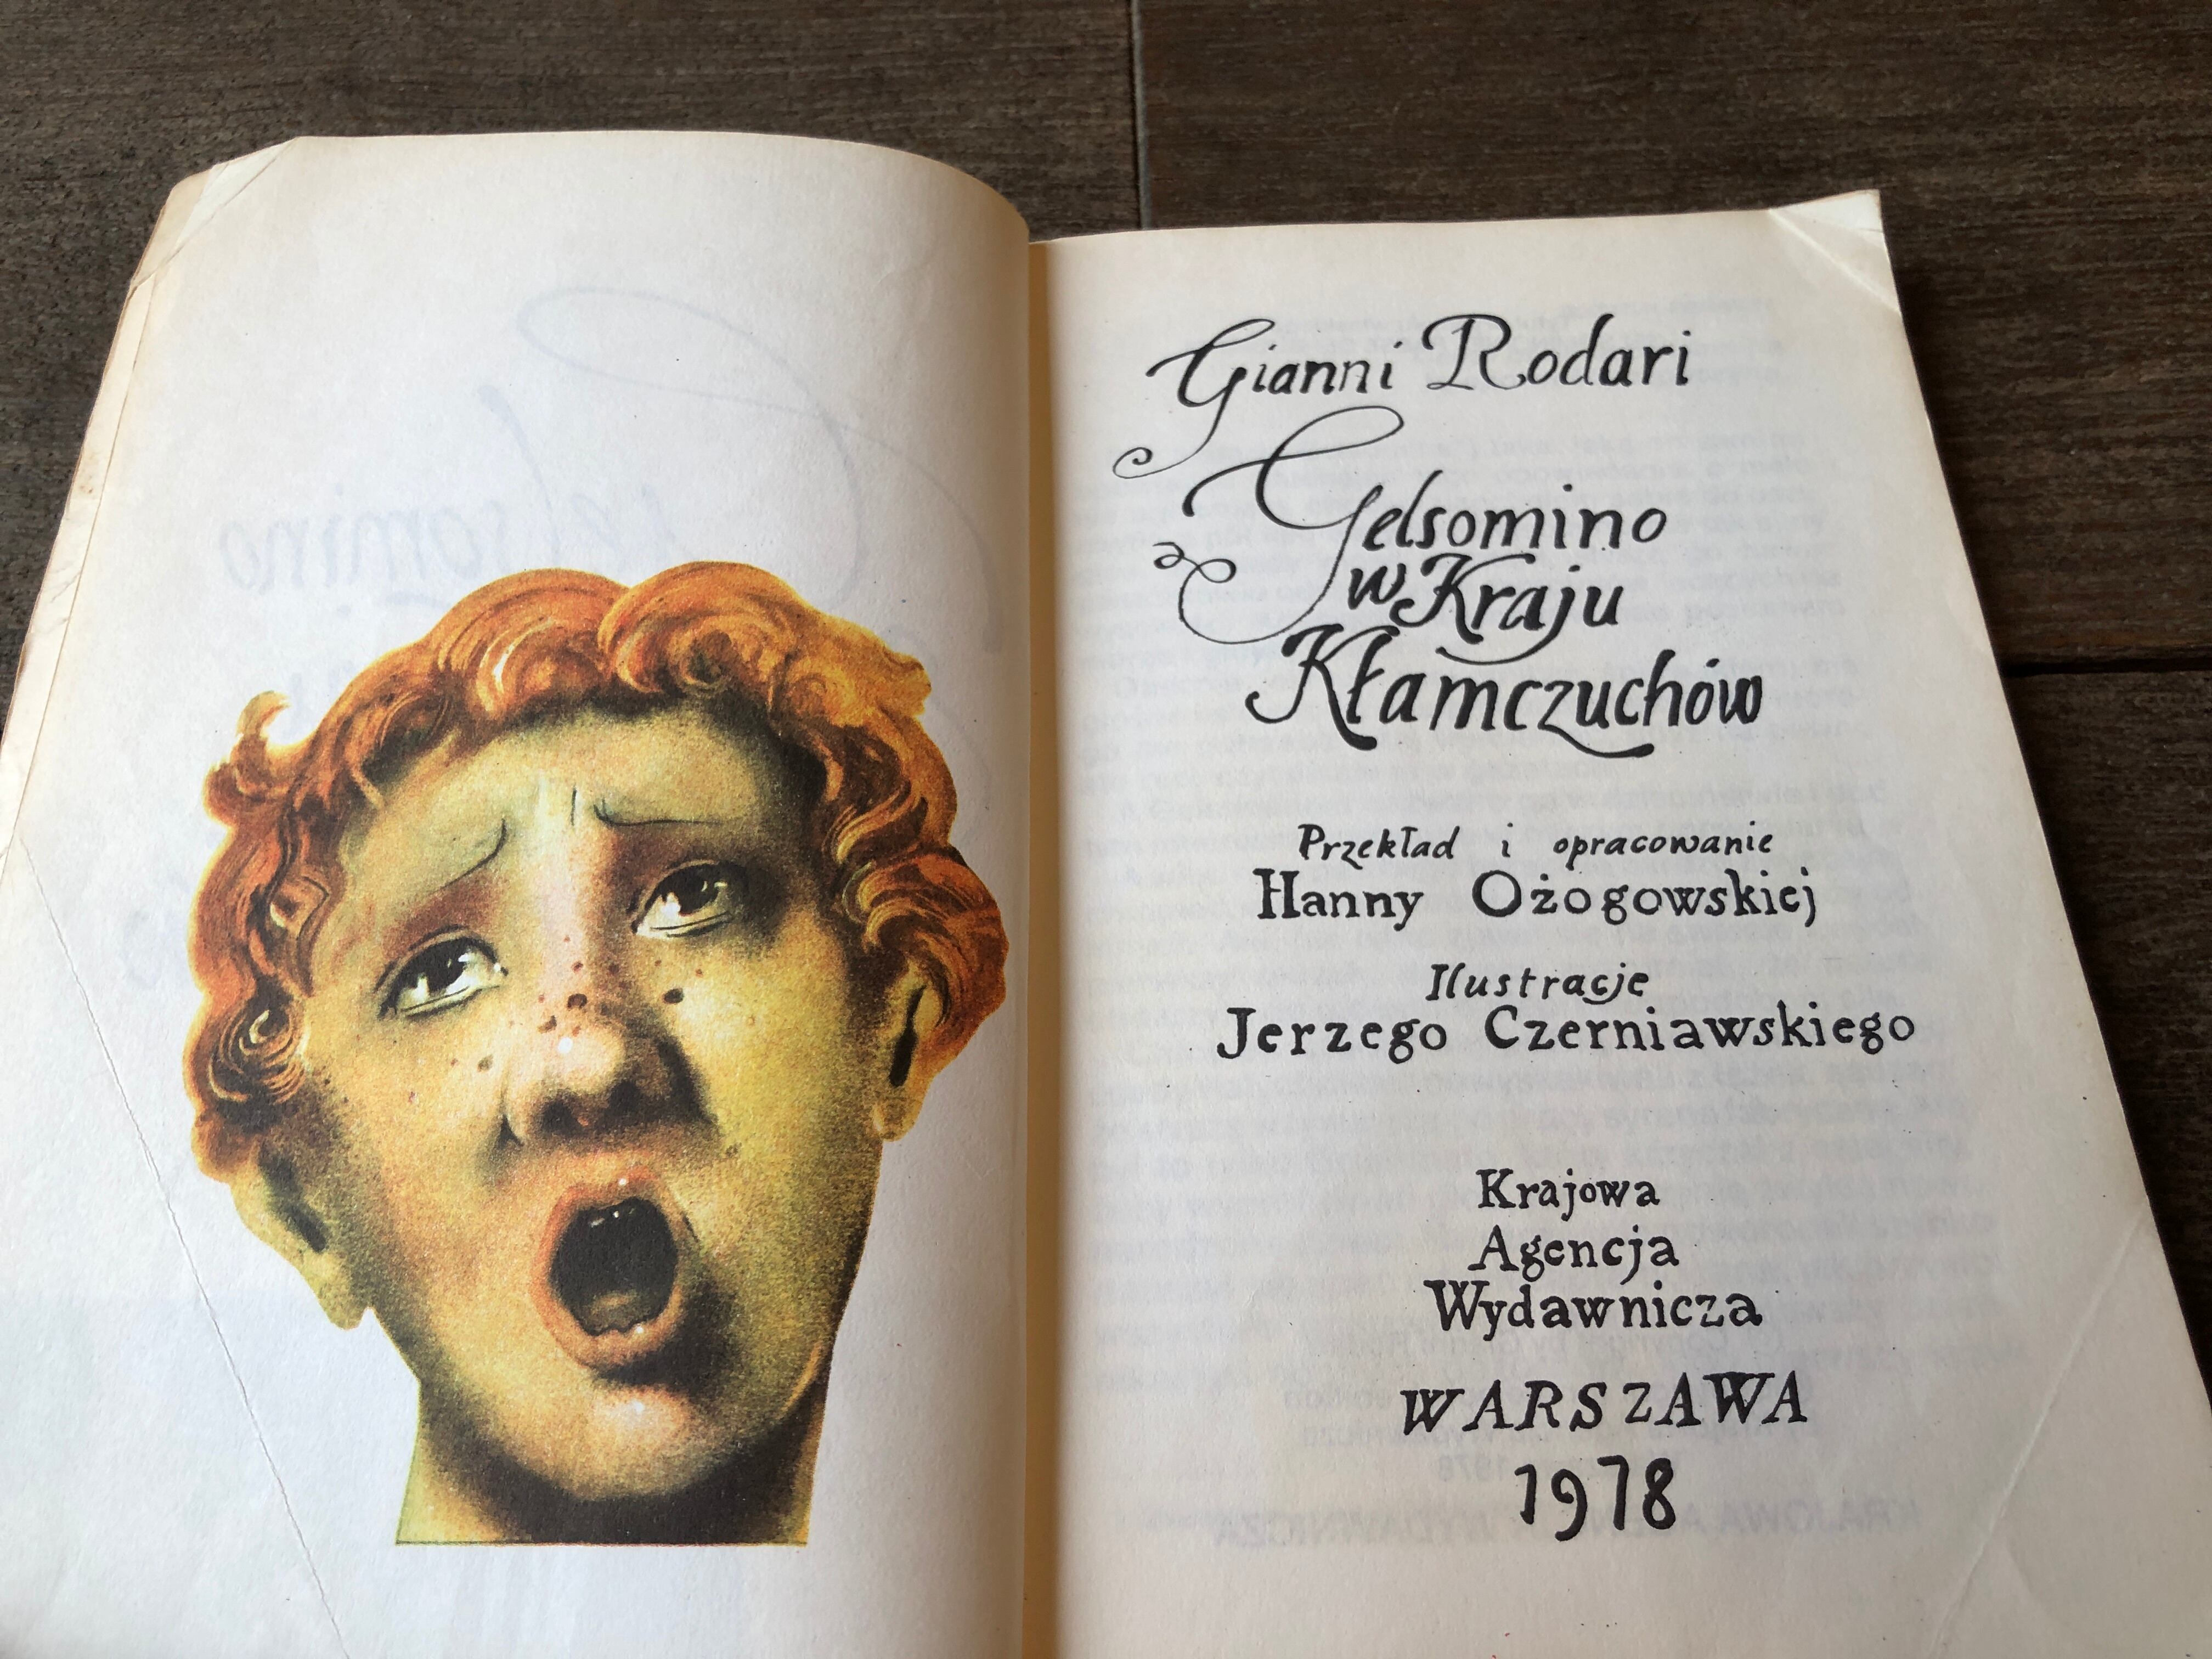 Gianni Rodari
Gelsomino
w Kraju
Kłamczuchów
Przekład i opracowanie
Hanny Ożogowskiej
Ilustracje
Jerzego Czerniawskiego
Krajowa
Agencja
Wydawnicza
WARSZAWA
1978